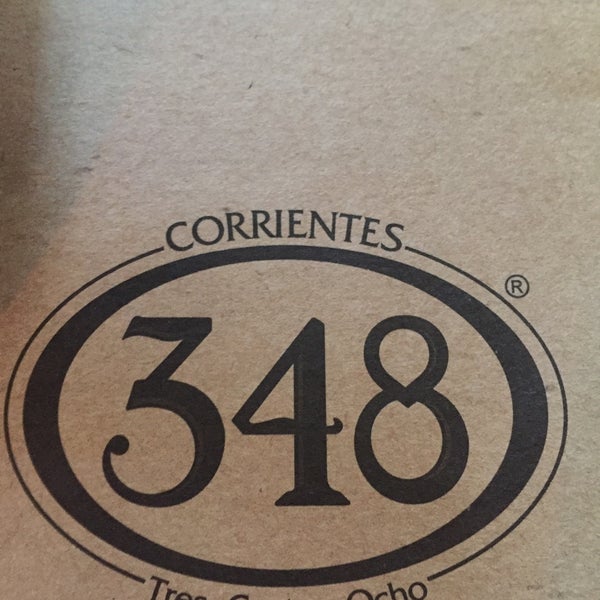 CORRIENTES
®
348
Tres Cuatro Ocho